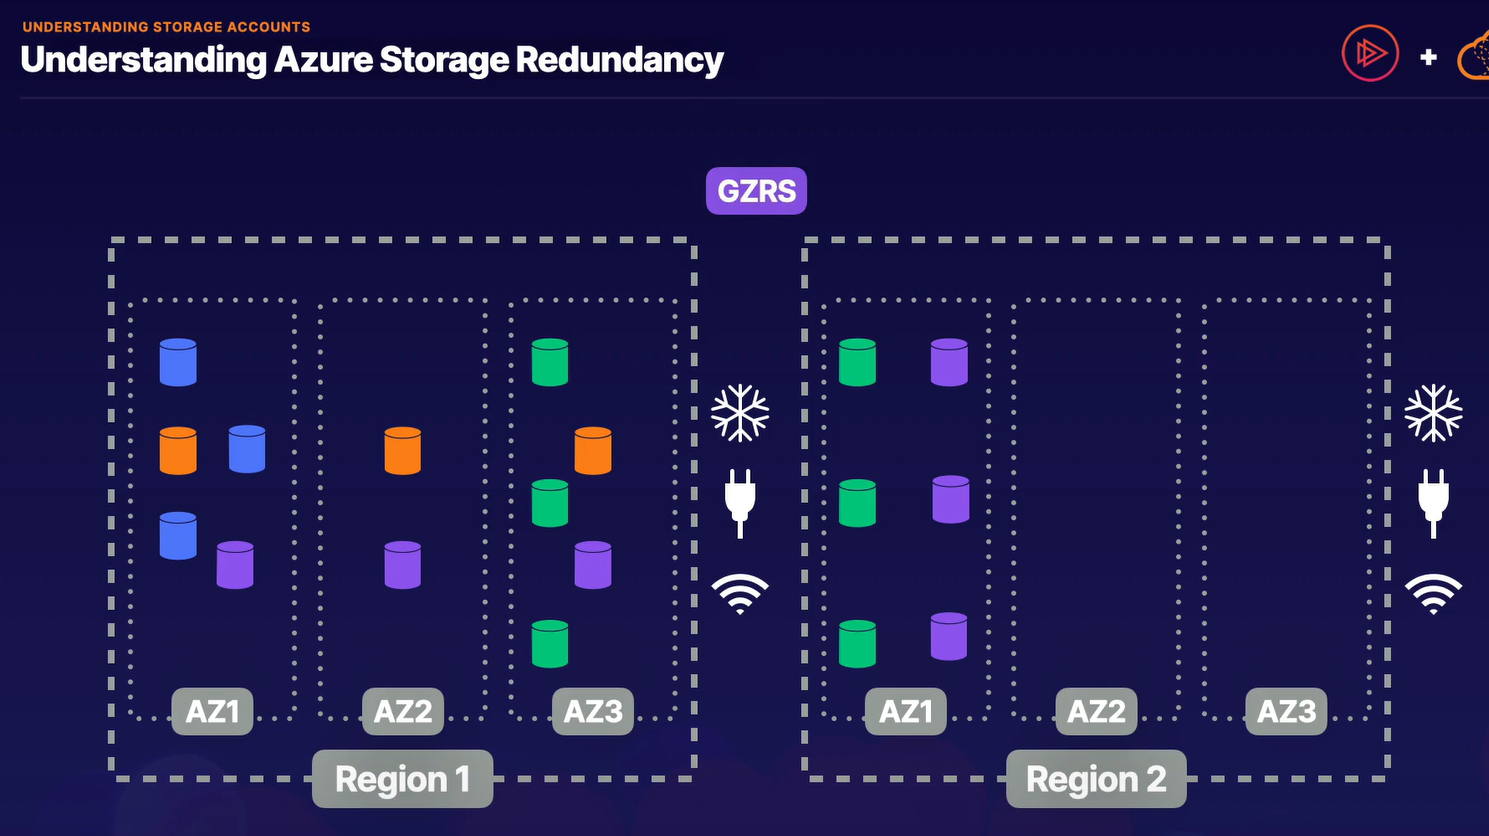 UNDERSTANDING STORAGE ACCOUNTS
Understanding Azure Storage Redundancy
+
GZRS
AZ1
AZ2
AZ3
AZ1
AZ2
AZ3
Region 1
Region 2